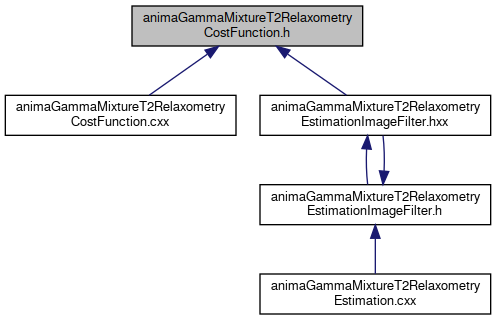 animaGammaMixtureT2Relaxometry
CostFunction.h
animaGammaMixtureT2Relaxometry
CostFunction.cxx
animaGammaMixtureT2Relaxometry
EstimationImageFilter.hxx
animaGammaMixtureT2Relaxometry
EstimationImageFilter.h
animaGammaMixtureT2Relaxometry
Estimation.cxx